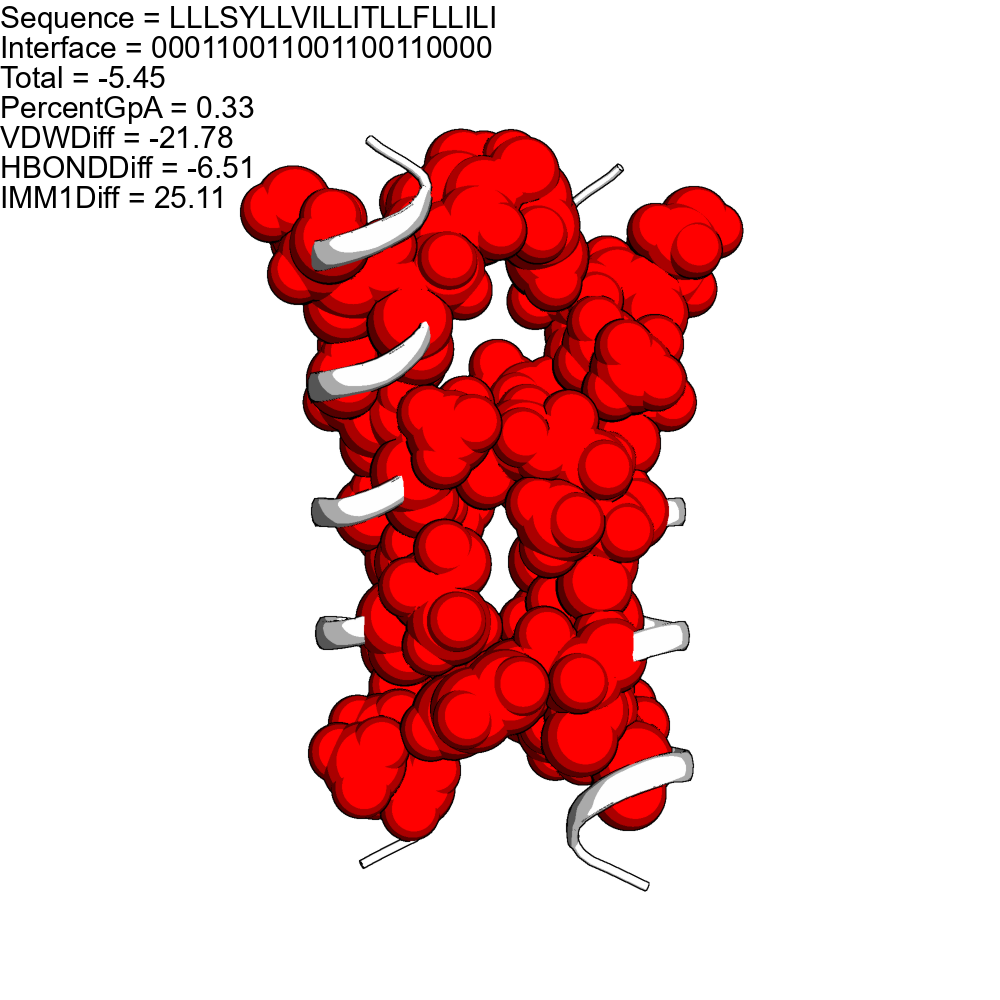 Sequence = LLLSYLLVILLITLLFLLILI
Interface = 000110011001100110000
Total = -5.45
PercentGpA = 0.33
VDWDiff = -21.78
HBONDDiff = -6.51
IMM1Diff = 25.11